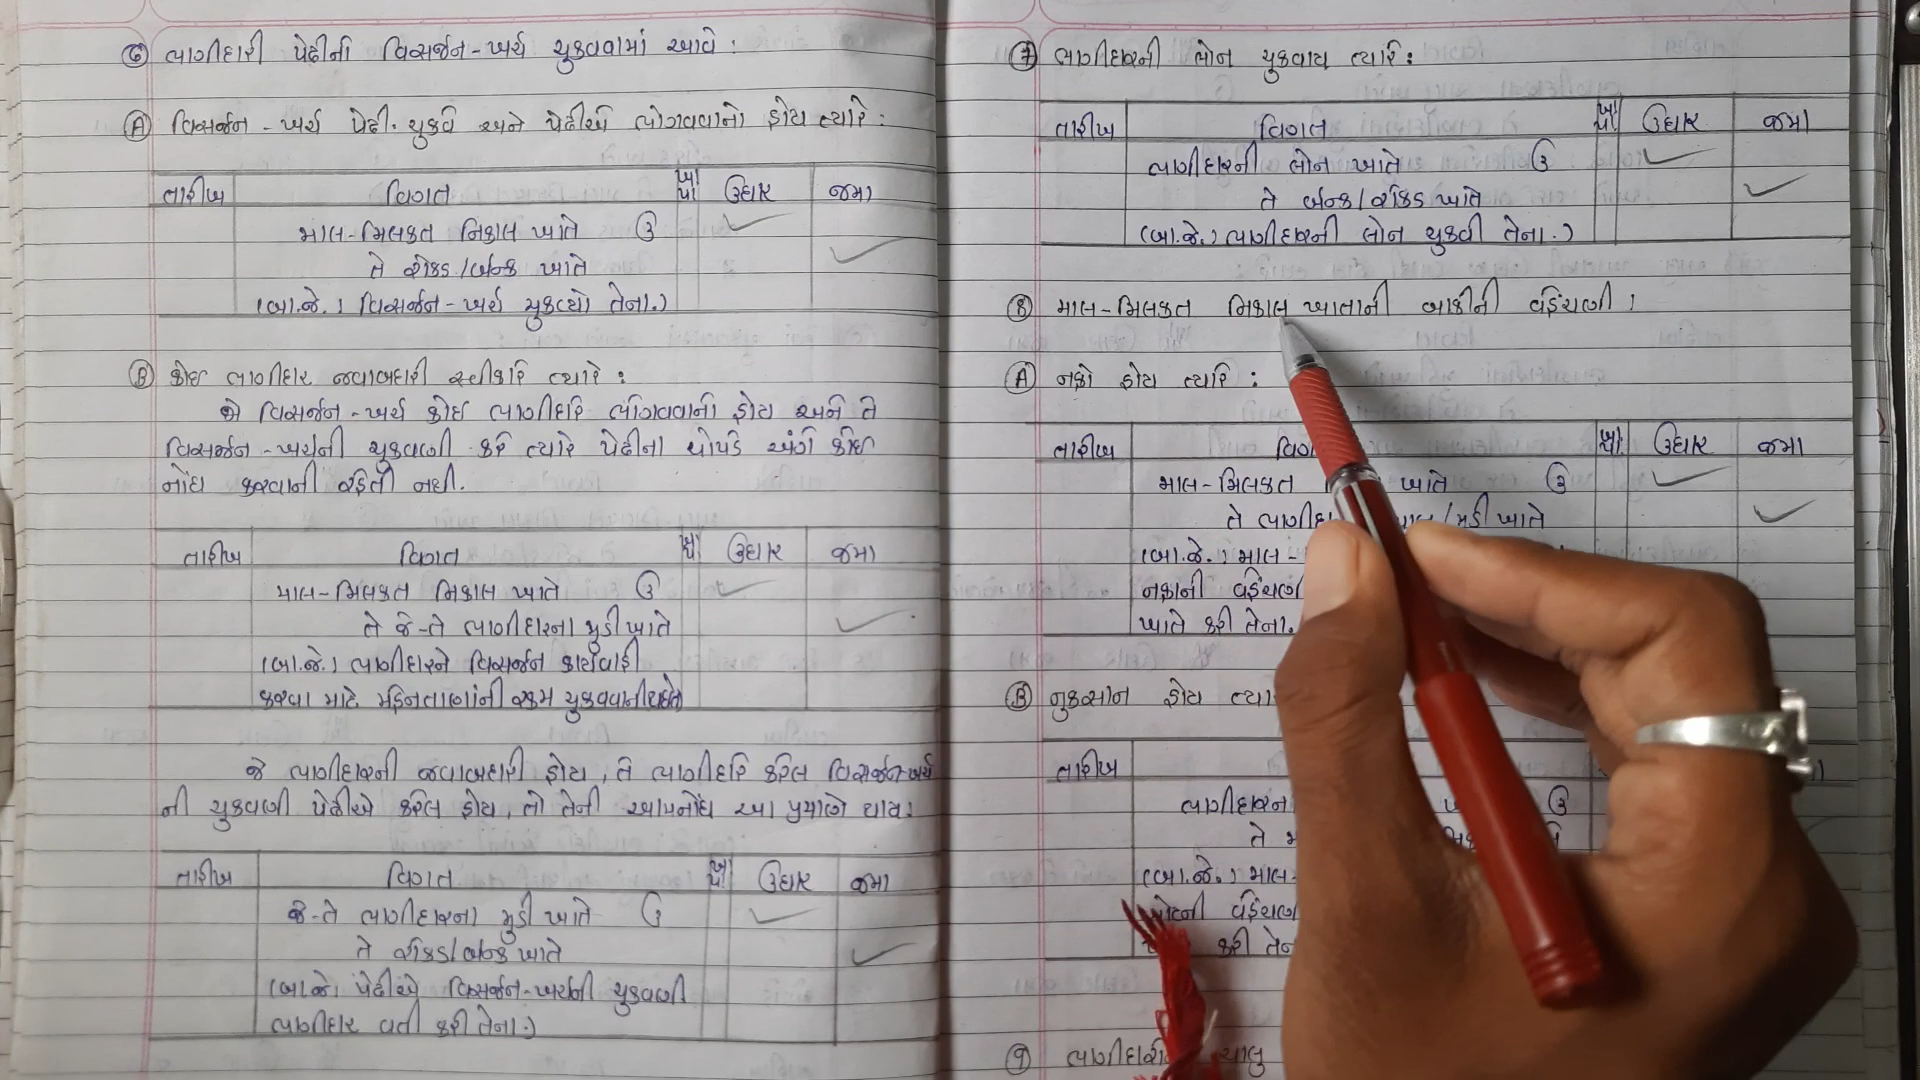 ⑥ ભાગીદારી પેઢીની વિસર્જન-ખર્ચ ચુકવવામાં આવે :
Ⓐ વિસર્જન-ખર્ચ પેઢી ચુકવે અને પેઢીએ ભોગવવાનો હોય ત્યારે :
તારીખ વિગત ખા.પા. ઉધાર જમા
માલ-મિલકત નિકાલ ખાતે ઉ ✓
તે રોકડ/બેન્ક ખાતે ✓
(બા.જે. : વિસર્જન-ખર્ચ ચુકવ્યો તેના.)
Ⓑ કોઈ ભાગીદાર જવાબદારી સ્વીકારે ત્યારે :
જો વિસર્જન-ખર્ચ કોઈ ભાગીદારે ભોગવવાની હોય અને તે
વિસર્જન-ખર્ચની ચુકવણી કરે ત્યારે પેઢીના ચોપડે અંગે કોઈ
નોંધ કરવાની રહેતી નથી.
તારીખ વિગત ખા.પા. ઉધાર જમા
માલ-મિલકત નિકાલ ખાતે ઉ ✓
તે જે-તે ભાગીદારના મુડી ખાતે ✓
(બા.જે. : ભાગીદારને વિસર્જન કાર્યવાહી
કરવા માટે મહેનતાણાંની રકમ ચુકવવાની
જે ભાગીદારની જવાબદારી હોય, તે ભાગીદારે કરેલ વિસર્જન-ખર્ચ
ની ચુકવણી પેઢીએ કરેલ હોય, તો તેની આમનોંધ આ પ્રમાણે થાય :
તારીખ વિગત ખા.પા. ઉધાર જમા
જે-તે ભાગીદારના મુડી ખાતે ઉ ✓
તે રોકડ/બેન્ક ખાતે ✓
(બા.જે. પેઢીએ વિસર્જન-ખર્ચની ચુકવણી
ભાગીદાર વતી કરી તેના.)
⑦ ભાગીદારની લોન ચુકવાય ત્યારે :
તારીખ વિગત ખા.પા. ઉધાર જમા
ભાગીદારની લોન ખાતે ઉ ✓
તે બેન્ક/રોકડ ખાતે ✓
(બા.જે. : ભાગીદારની લોન ચુકવી તેના.)
⑧ માલ-મિલકત નિકાલ ખાતાની બાકીની વહેંચણી :
Ⓐ નફો હોય ત્યારે :
તારીખ ખા.પા. ઉધાર જમા
માલ-મિલકત ખાતે ઉ ✓
તે /મુડી ખાતે ✓
(બા.જે. : માલ-
નફાની વહેંચણી
ખાતે કરી તેના.
Ⓑ નુકસાન હોય
તારીખ
ઉ
તે
(બા.જે. : માલ-
કરી
⑨ ચાલુ